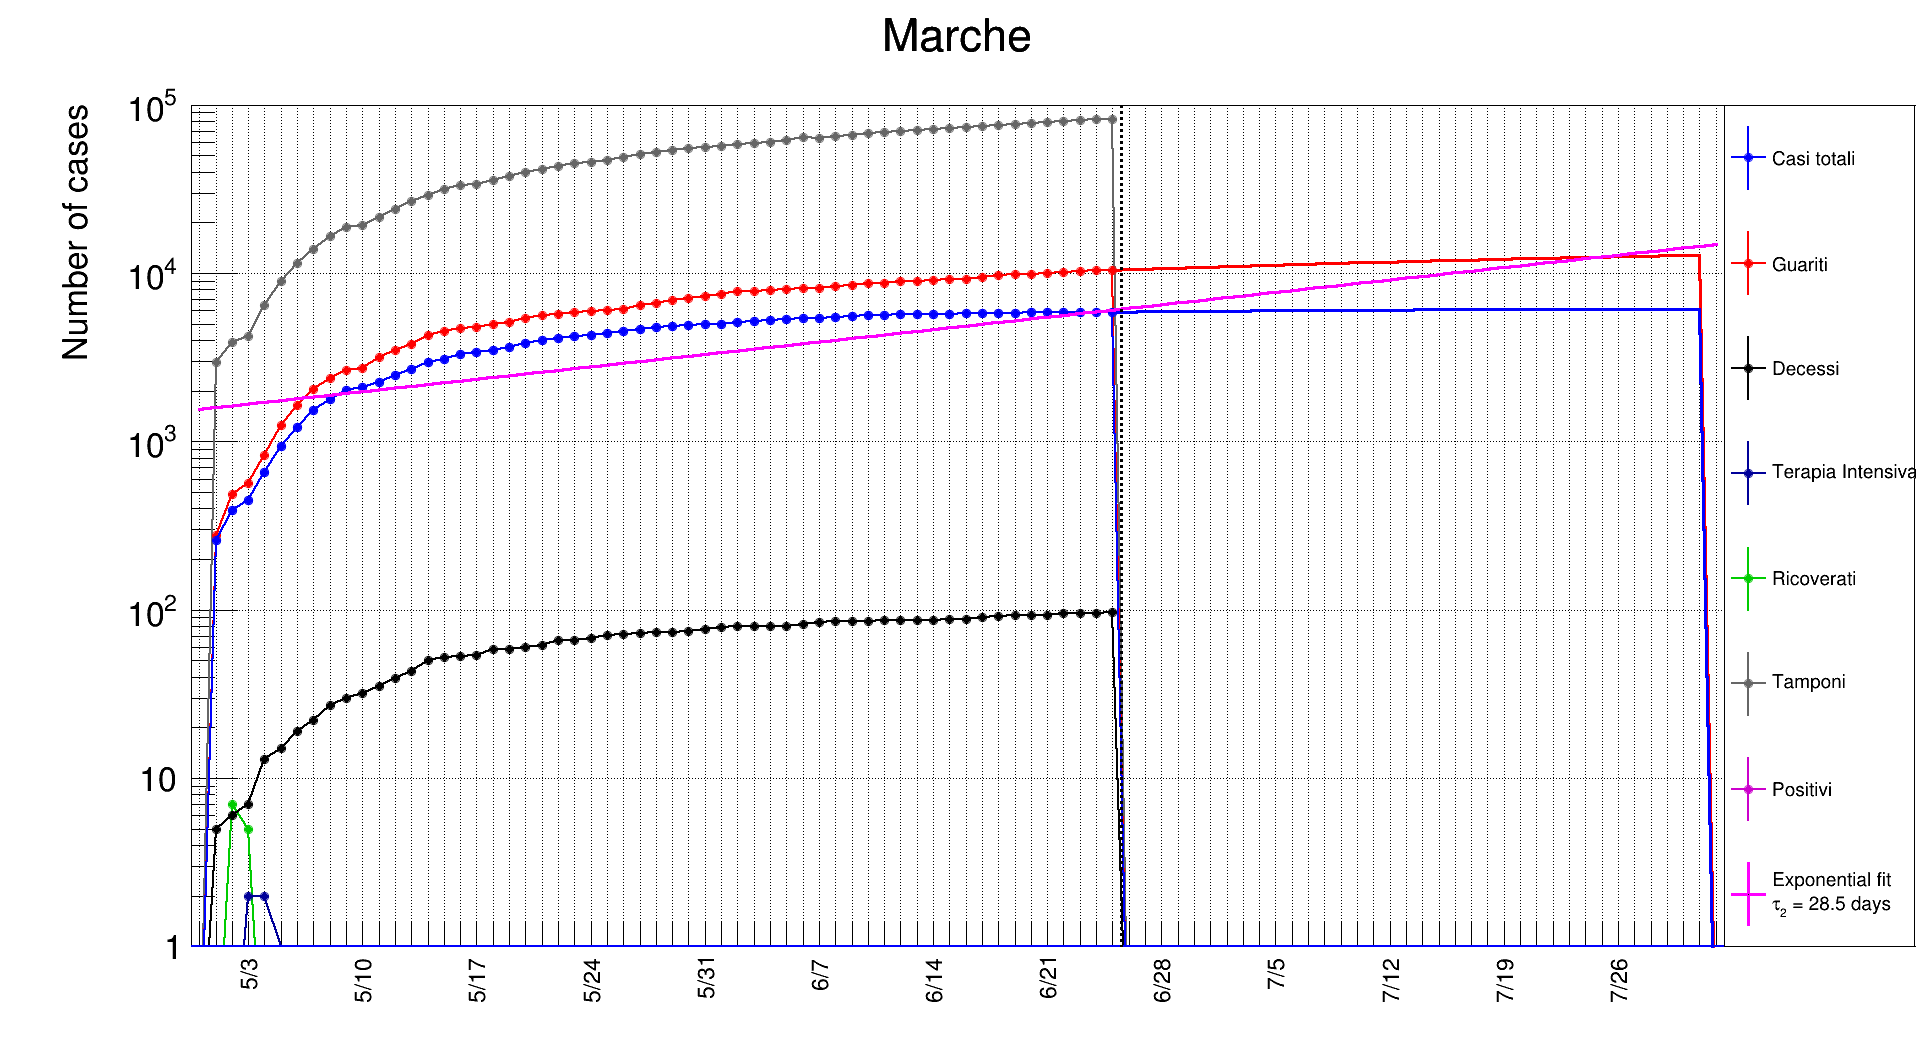 Marche
Number of cases
10^5
10^4
10^3
10^2
10
1
5/3
5/10
5/17
5/24
5/31
6/7
6/14
6/21
6/28
7/5
7/12
7/19
7/26
Casi totali
Guariti
Decessi
Terapia Intensiva
Ricoverati
Tamponi
Positivi
Exponential fit
τ₂ = 28.5 days